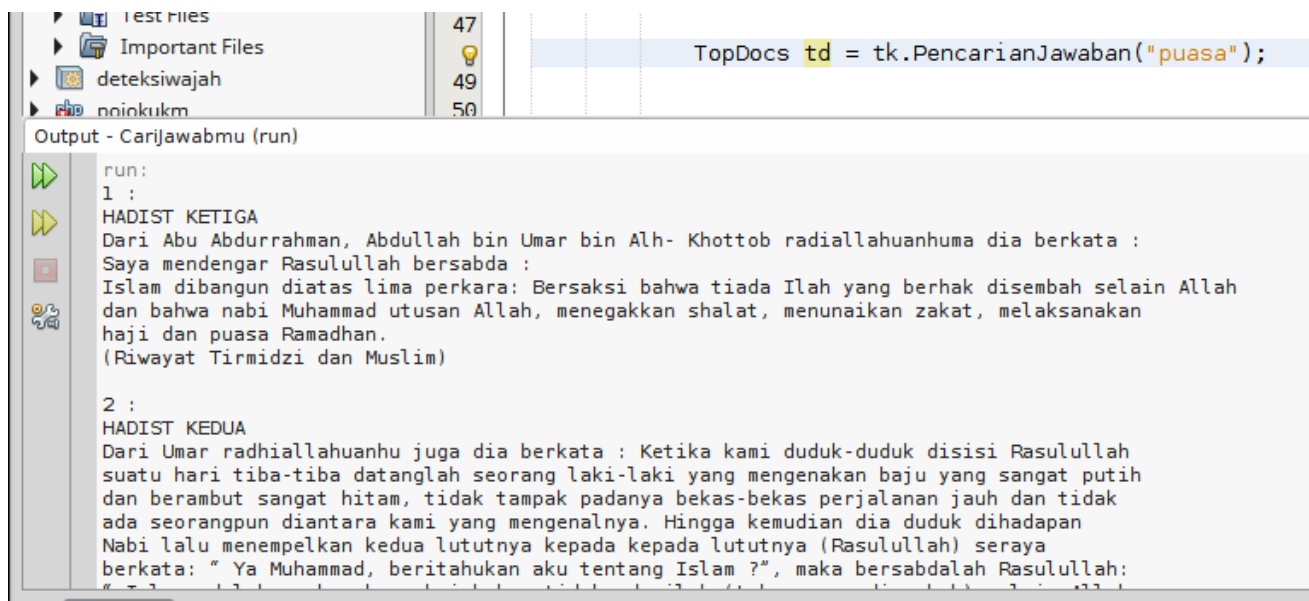 Test Files
Important Files
deteksiwajah
pojokukm
47
TopDocs td = tk.PencarianJawaban("puasa");
49
50
Output - CariJawabmu (run)
run:
1 :
HADIST KETIGA
Dari Abu Abdurrahman, Abdullah bin Umar bin Alh- Khottob radiallahuanhuma dia berkata :
Saya mendengar Rasulullah bersabda :
Islam dibangun diatas lima perkara: Bersaksi bahwa tiada Ilah yang berhak disembah selain Allah
dan bahwa nabi Muhammad utusan Allah, menegakkan shalat, menunaikan zakat, melaksanakan
haji dan puasa Ramadhan.
(Riwayat Tirmidzi dan Muslim)
2 :
HADIST KEDUA
Dari Umar radhiallahuanhu juga dia berkata : Ketika kami duduk-duduk disisi Rasulullah
suatu hari tiba-tiba datanglah seorang laki-laki yang mengenakan baju yang sangat putih
dan berambut sangat hitam, tidak tampak padanya bekas-bekas perjalanan jauh dan tidak
ada seorangpun diantara kami yang mengenalnya. Hingga kemudian dia duduk dihadapan
Nabi lalu menempelkan kedua lututnya kepada kepada lututnya (Rasulullah) seraya
berkata: “ Ya Muhammad, beritahukan aku tentang Islam ?”, maka bersabdalah Rasulullah: